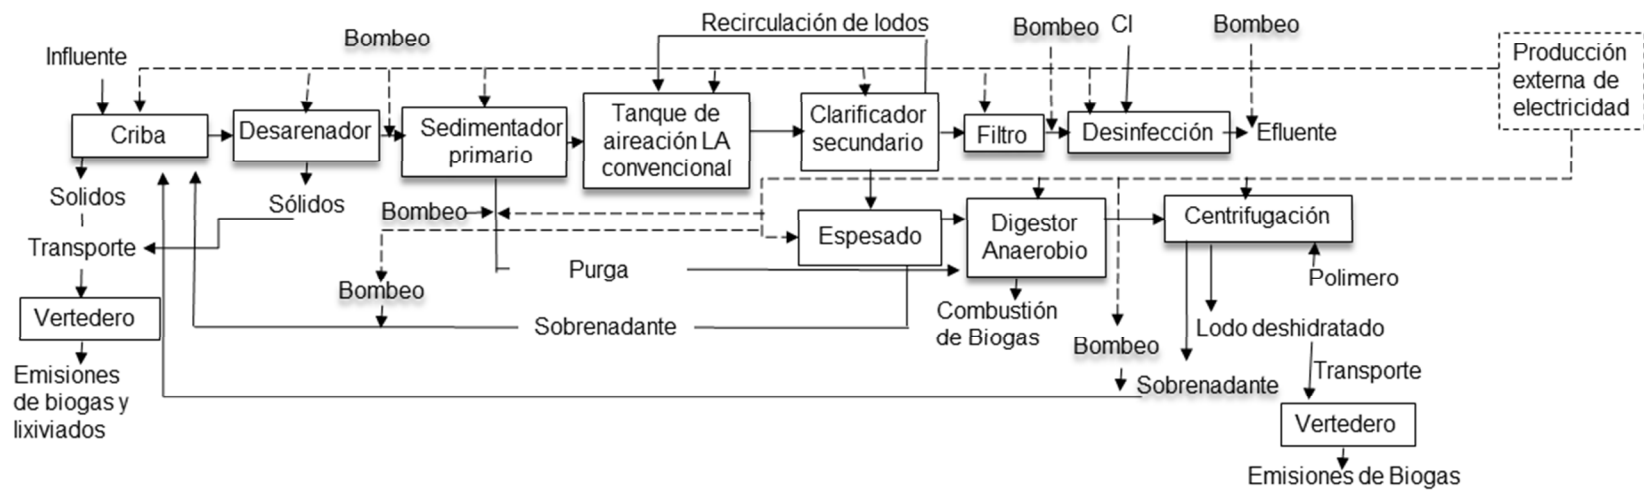 Recirculación de lodos
Bombeo
Bombeo
Cl
Bombeo
Influente
Producción
externa de
electricidad
Criba
Desarenador
Sedimentador
primario
Tanque de
aireación LA
convencional
Clarificador
secundario
Filtro
Desinfección
Efluente
Solidos
Sólidos
Bombeo
Espesado
Digestor
Anaerobio
Centrifugación
Transporte
Purga
Polimero
Bombeo
Vertedero
Sobrenadante
Combustión
de Biogas
Lodo deshidratado
Bombeo
Emisiones
de biogas y
lixiviados
Sobrenadante
Transporte
Vertedero
Emisiones de Biogas